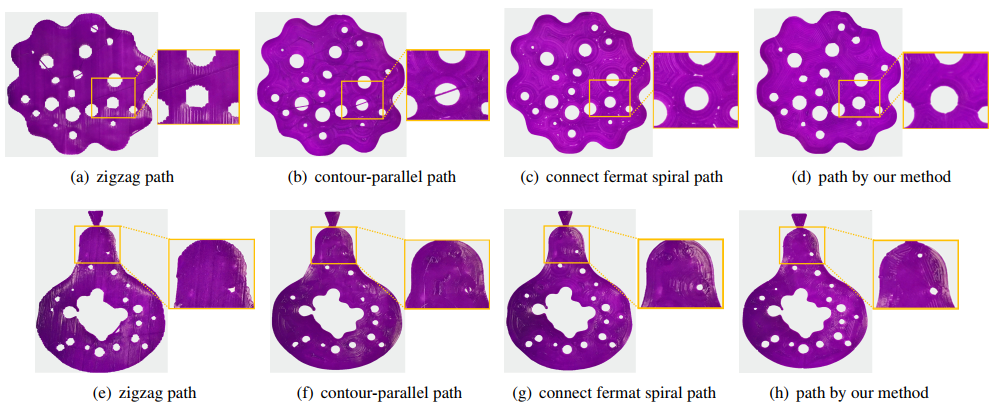 (a) zigzag path
(b) contour-parallel path
(c) connect fermat spiral path
(d) path by our method
(e) zigzag path
(f) contour-parallel path
(g) connect fermat spiral path
(h) path by our method